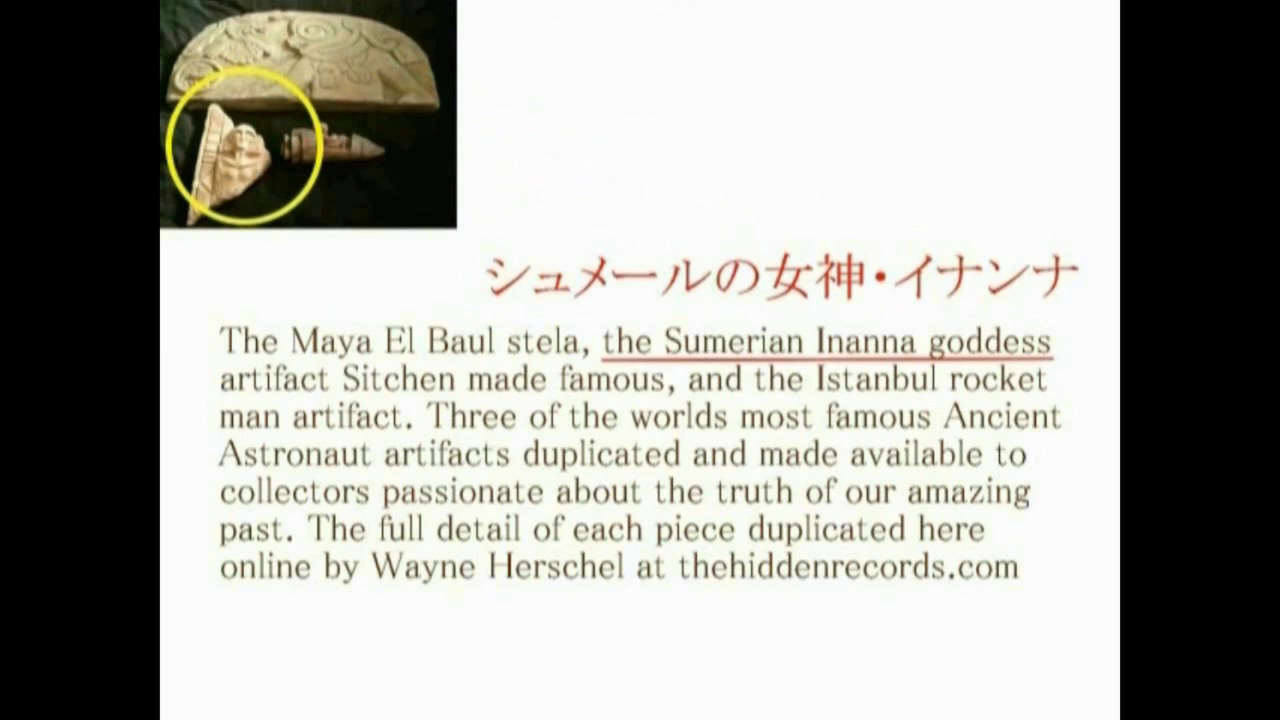 シュメールの女神・イナンナ
The Maya El Baul stela, the Sumerian Inanna goddess
artifact Sitchen made famous, and the Istanbul rocket
man artifact. Three of the worlds most famous Ancient
Astronaut artifacts duplicated and made available to
collectors passionate about the truth of our amazing
past. The full detail of each piece duplicated here
online by Wayne Herschel at thehiddenrecords.com